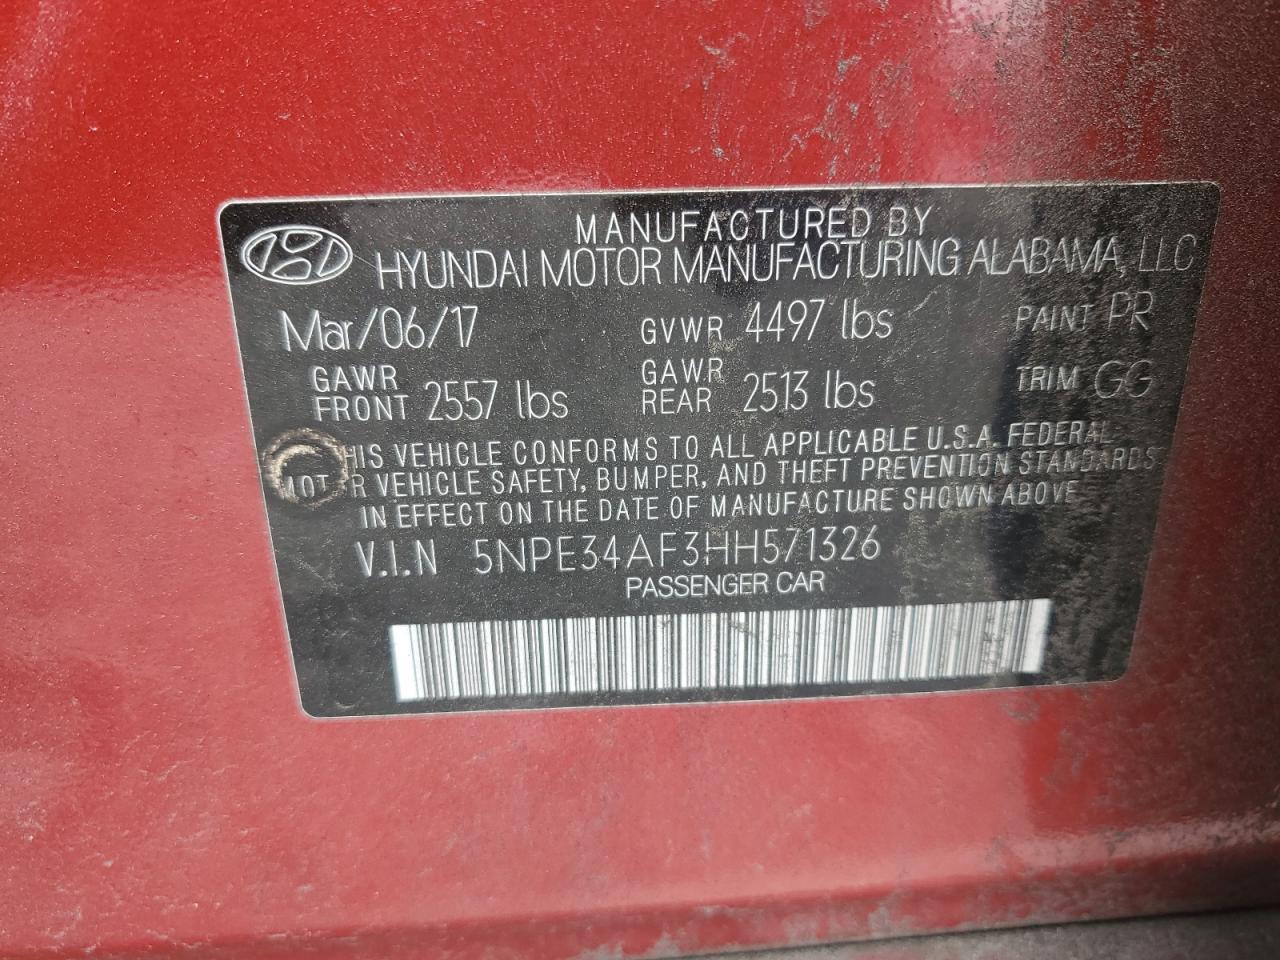 MANUFACTURED BY
HYUNDAI MOTOR MANUFACTURING ALABAMA, LLC
Mar/06/17 GVWR 4497 lbs PAINT PR
GAWR FRONT 2557 lbs GAWR REAR 2513 lbs TRIM GG
THIS VEHICLE CONFORMS TO ALL APPLICABLE U.S.A. FEDERAL
MOTOR VEHICLE SAFETY, BUMPER, AND THEFT PREVENTION STANDARDS
IN EFFECT ON THE DATE OF MANUFACTURE SHOWN ABOVE
V.I.N 5NPE34AF3HH571326
PASSENGER CAR